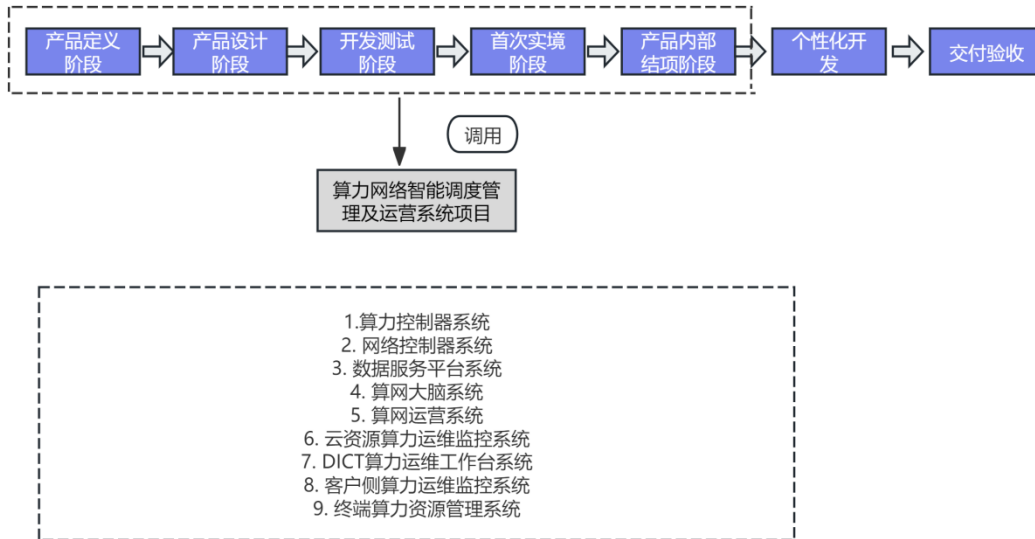 产品定义
阶段
产品设计
阶段
开发测试
阶段
首次实境
阶段
产品内部
结项阶段
个性化开
发
交付验收
调用
算力网络智能调度管
理及运营系统项目
1.算力控制器系统
2. 网络控制器系统
3. 数据服务平台系统
4. 算网大脑系统
5. 算网运营系统
6. 云资源算力运维监控系统
7. DICT算力运维工作台系统
8. 客户侧算力运维监控系统
9. 终端算力资源管理系统